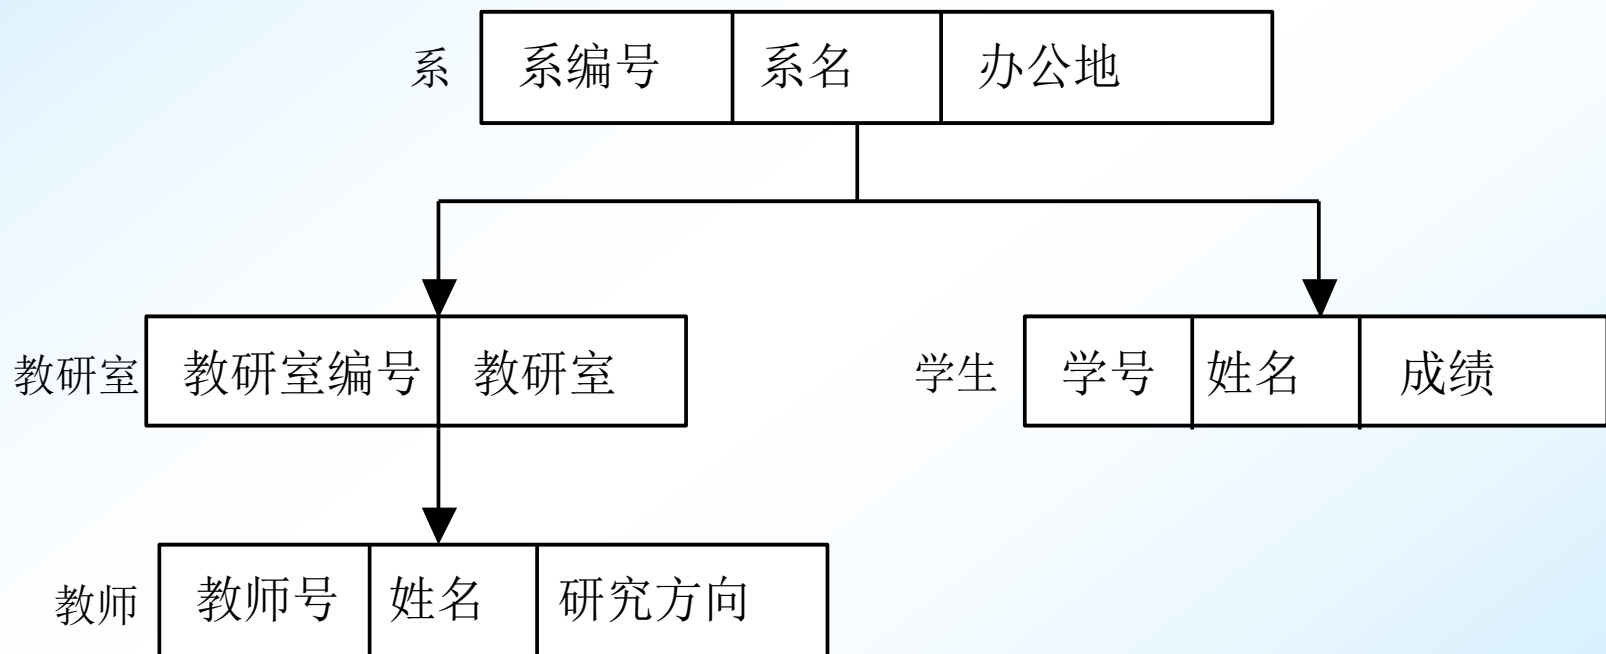 系 系编号 系名 办公地
教研室 教研室编号 教研室
学生 学号 姓名 成绩
教师 教师号 姓名 研究方向